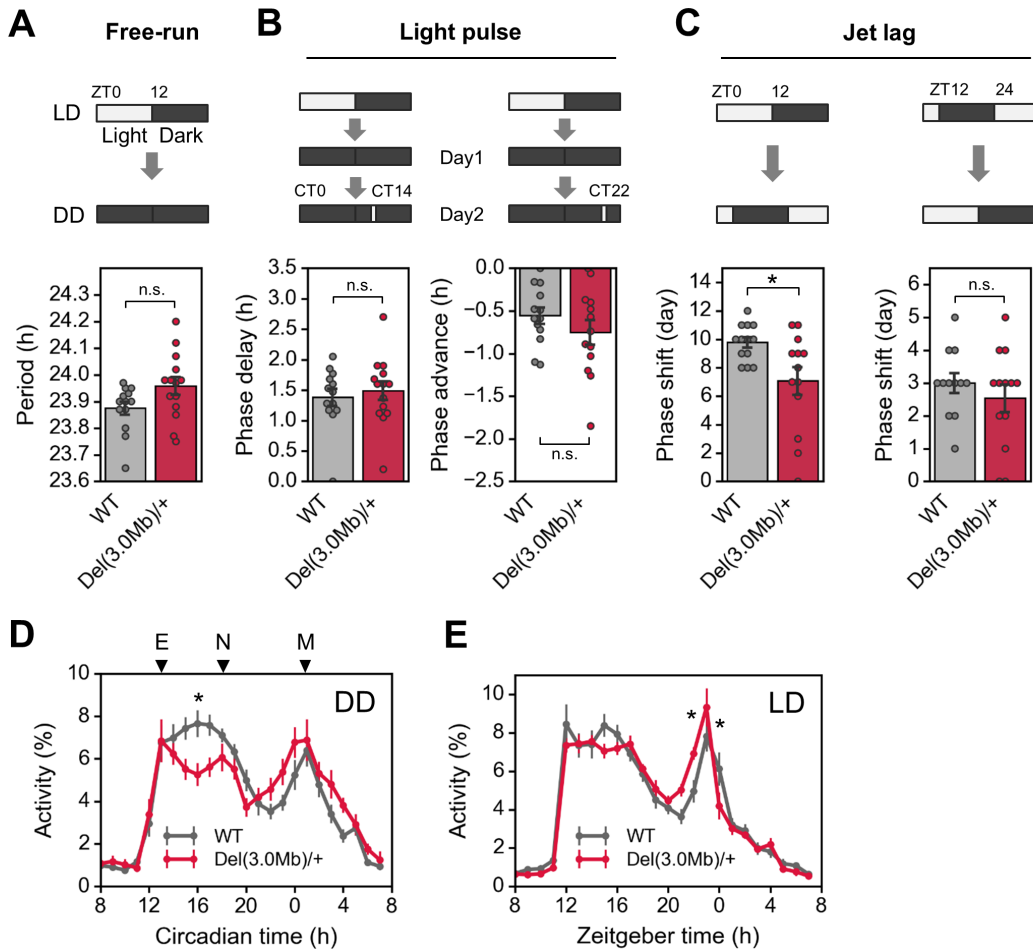 A Free-run B Light pulse C Jet lag
ZT0 12 ZT0 12 ZT12 24
LD
Light Dark
Day1
CT0 CT14 CT22
DD Day2
24.3
24.2
24.1
24.0
23.9
23.8
23.7
23.6
Period (h)
n.s.
WT
Del(3.0Mb)/+
3.5
3.0
2.5
2.0
1.5
1.0
0.5
0.0
Phase delay (h)
n.s.
WT
Del(3.0Mb)/+
0.0
−0.5
−1.0
−1.5
−2.0
−2.5
Phase advance (h)
n.s.
WT
Del(3.0Mb)/+
14
12
10
8
6
4
2
0
Phase shift (day)
*
WT
Del(3.0Mb)/+
6
5
4
3
2
1
0
Phase shift (day)
n.s.
WT
Del(3.0Mb)/+
D
E N M
10
8
6
4
2
0
Activity (%)
*
DD
WT
Del(3.0Mb)/+
8 12 16 20 0 4 8
Circadian time (h)
E
10
8
6
4
2
0
Activity (%)
* *
LD
WT
Del(3.0Mb)/+
8 12 16 20 0 4 8
Zeitgeber time (h)